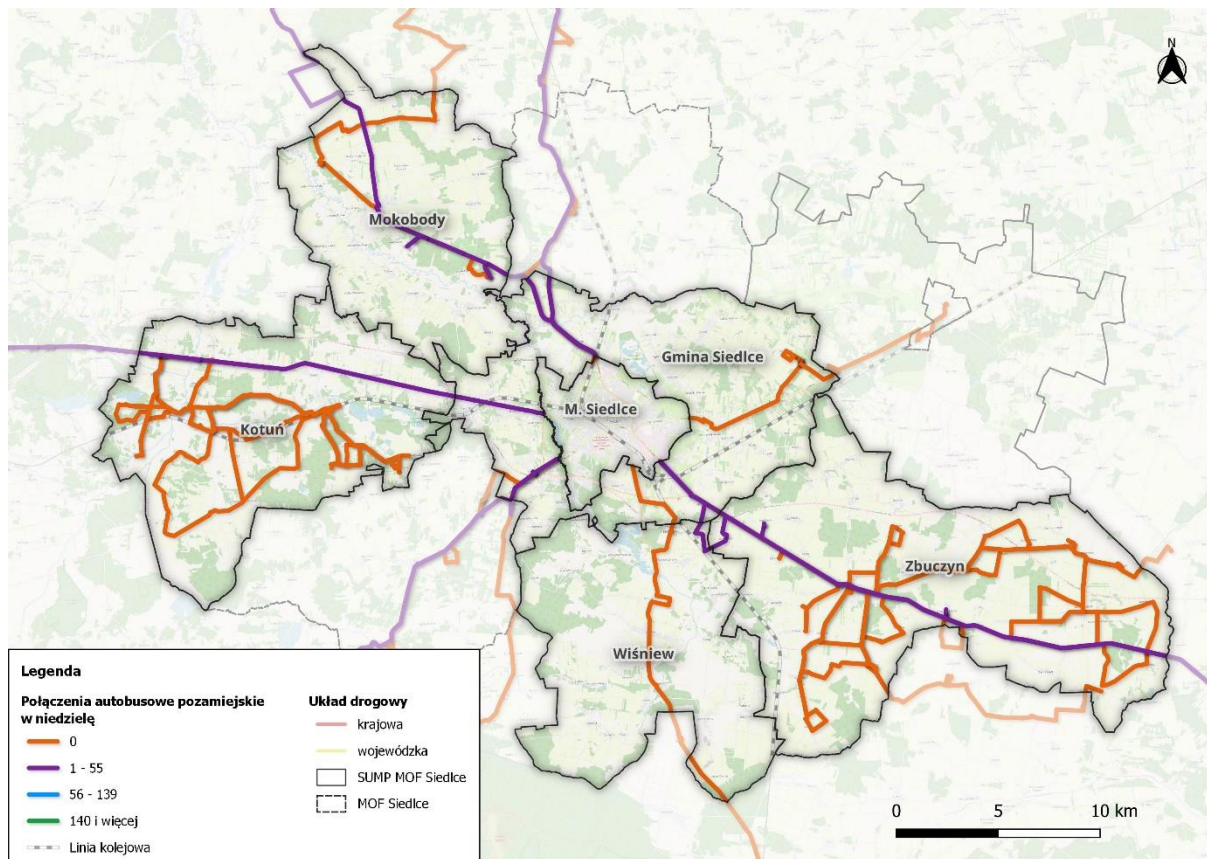 N
Mokobody
Gmina Siedlce
M. Siedlce
Kotuń
Zbuczyn
Wiśniew
Legenda
Połączenia autobusowe pozamiejskie
w niedzielę
0
1 - 55
56 - 139
140 i więcej
Linia kolejowa
Układ drogowy
krajowa
wojewódzka
SUMP MOF Siedlce
MOF Siedlce
0 5 10 km